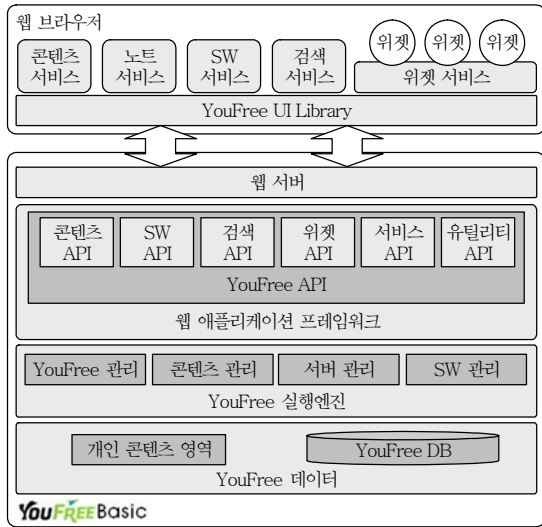 웹 브라우저
콘텐츠
서비스
노트
서비스
SW
서비스
검색
서비스
위젯
위젯
위젯
위젯 서비스
YouFree UI Library
웹 서버
콘텐츠
API
SW
API
검색
API
위젯
API
서비스
API
유틸리티
API
YouFree API
웹 애플리케이션 프레임워크
YouFree 관리
콘텐츠 관리
서버 관리
SW 관리
YouFree 실행엔진
개인 콘텐츠 영역
YouFree DB
YouFree 데이터
YouFREE Basic